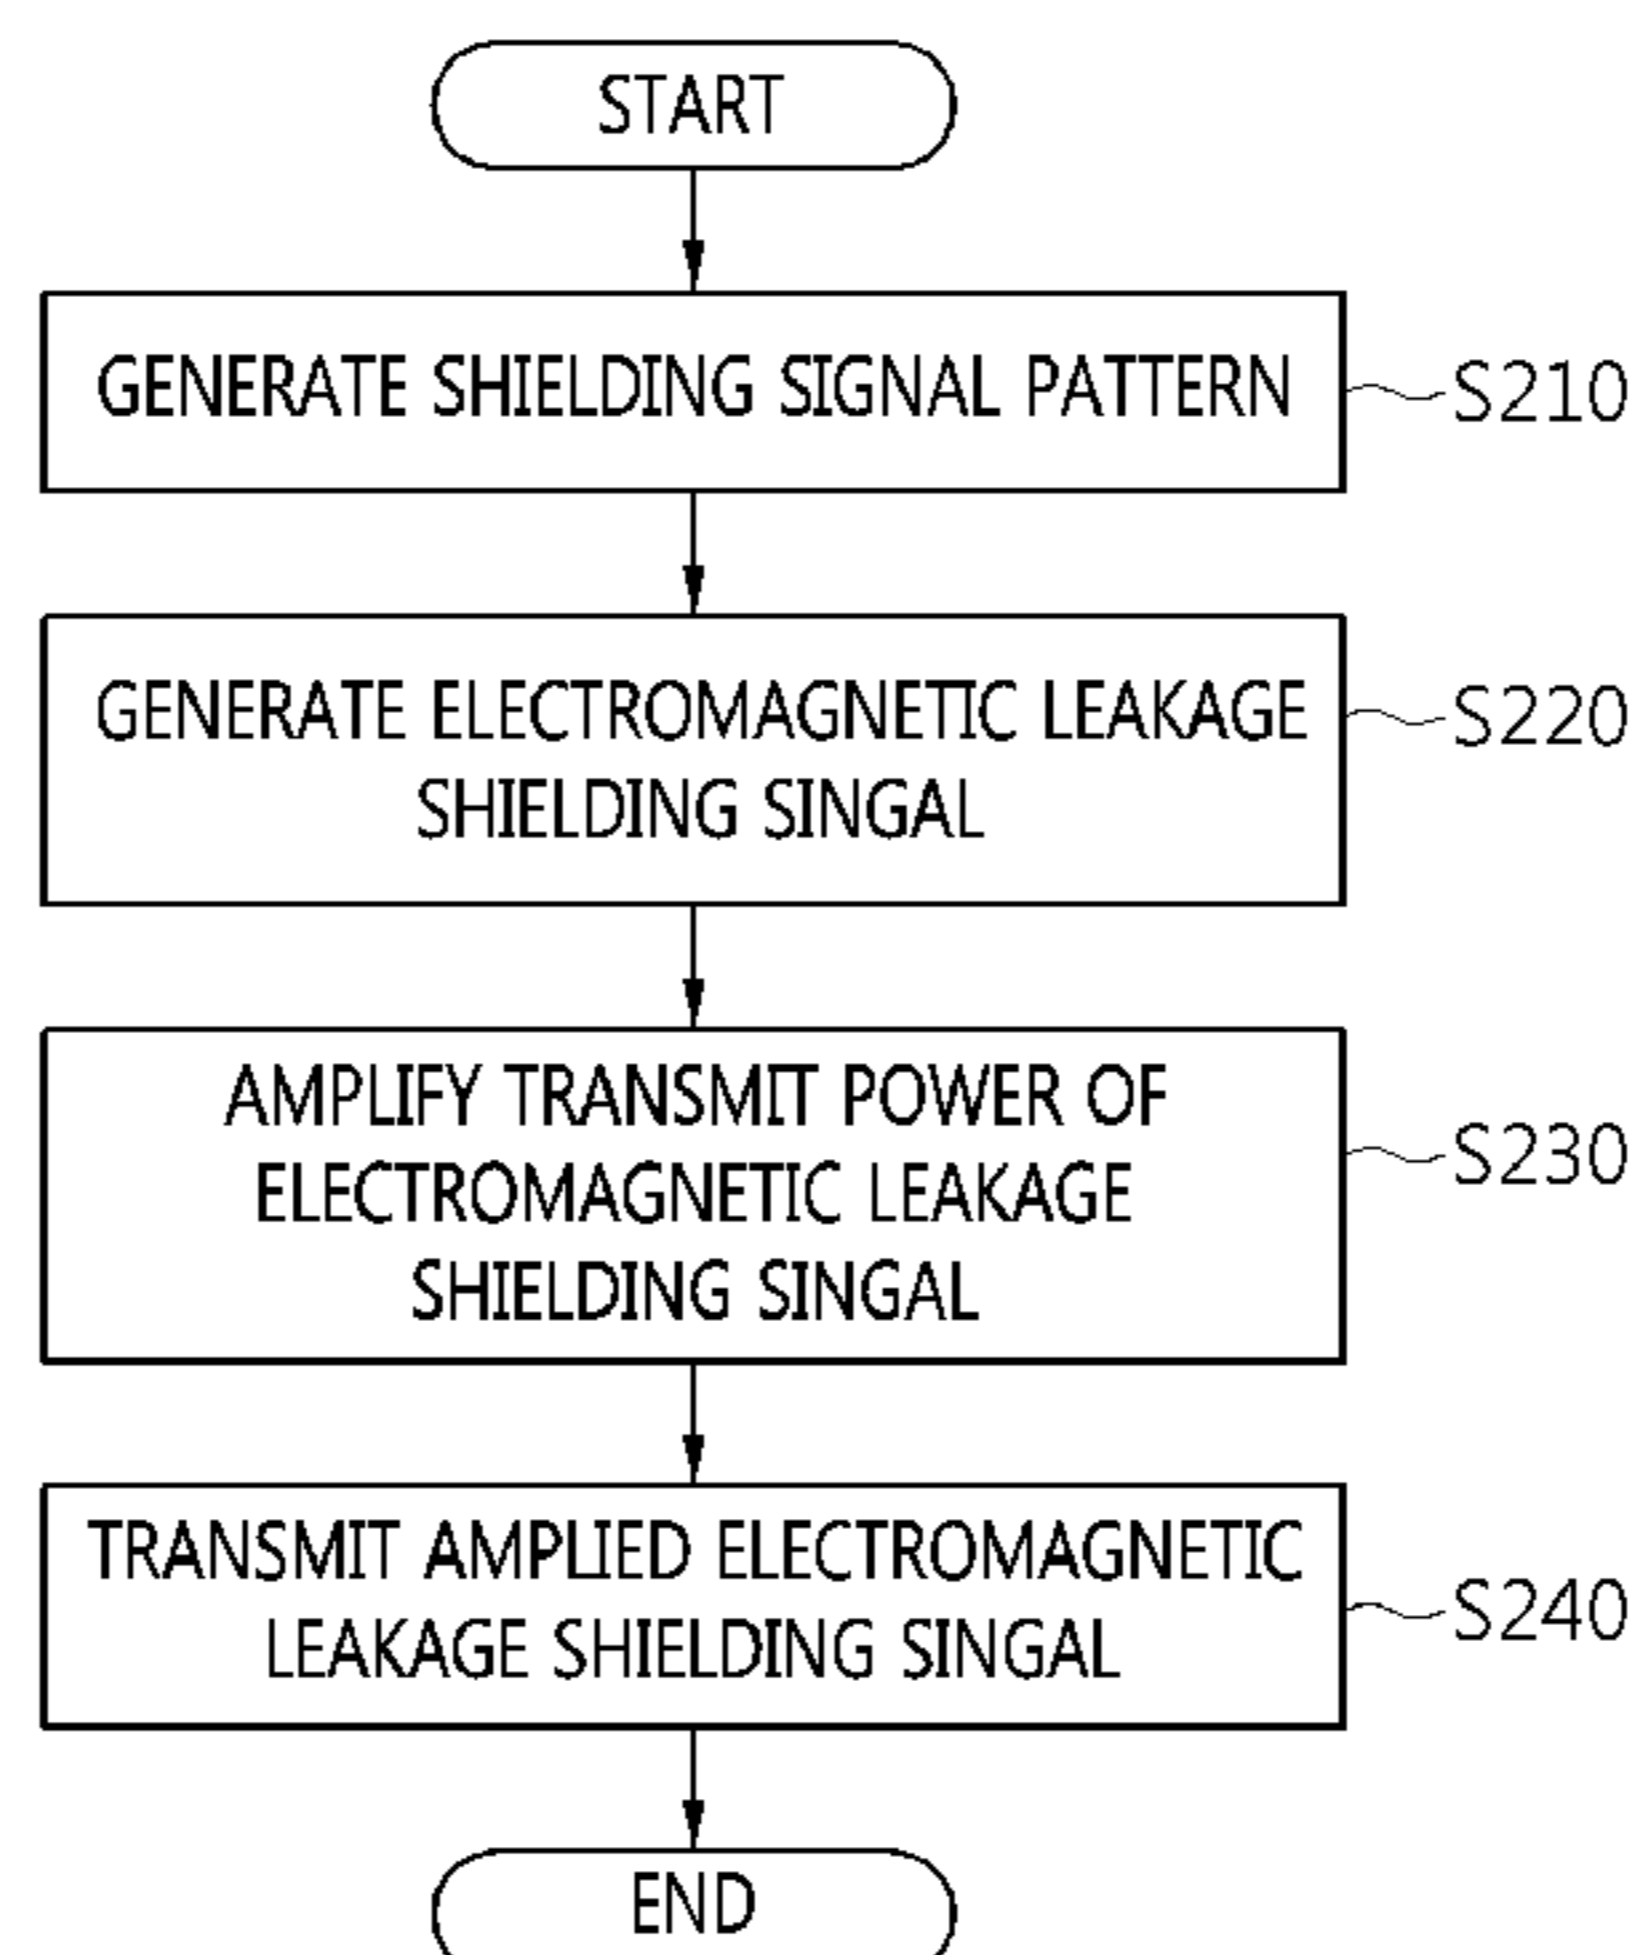 START
GENERATE SHIELDING SIGNAL PATTERN
S210
GENERATE ELECTROMAGNETIC LEAKAGE
SHIELDING SINGAL
S220
AMPLIFY TRANSMIT POWER OF
ELECTROMAGNETIC LEAKAGE
SHIELDING SINGAL
S230
TRANSMIT AMPLIED ELECTROMAGNETIC
LEAKAGE SHIELDING SINGAL
S240
END